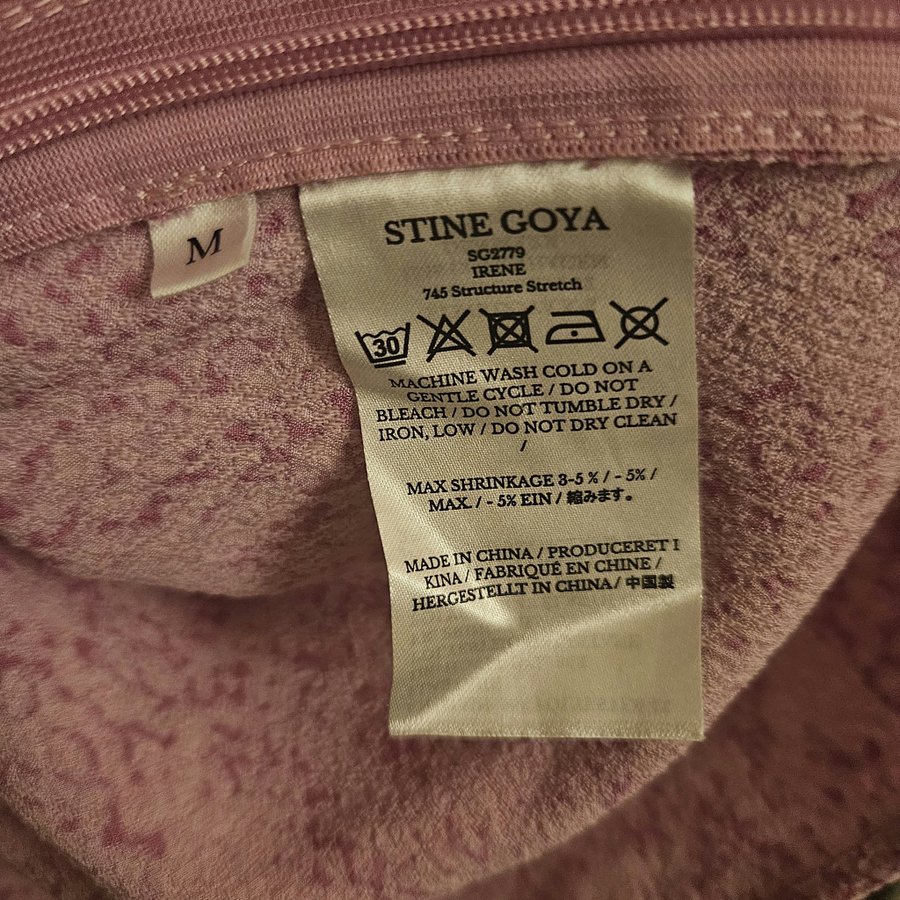 M
STINE GOYA
SG2779
IRENE
745 Structure Stretch
30
MACHINE WASH COLD ON A
GENTLE CYCLE / DO NOT
BLEACH / DO NOT TUMBLE DRY /
IRON, LOW / DO NOT DRY CLEAN
/
MAX SHRINKAGE 3-5 % / - 5% /
MAX. / - 5% EIN / 縮みます。
MADE IN CHINA / PRODUCERET I
KINA / FABRIQUÉ EN CHINE /
HERGESTELLT IN CHINA/ 中国製